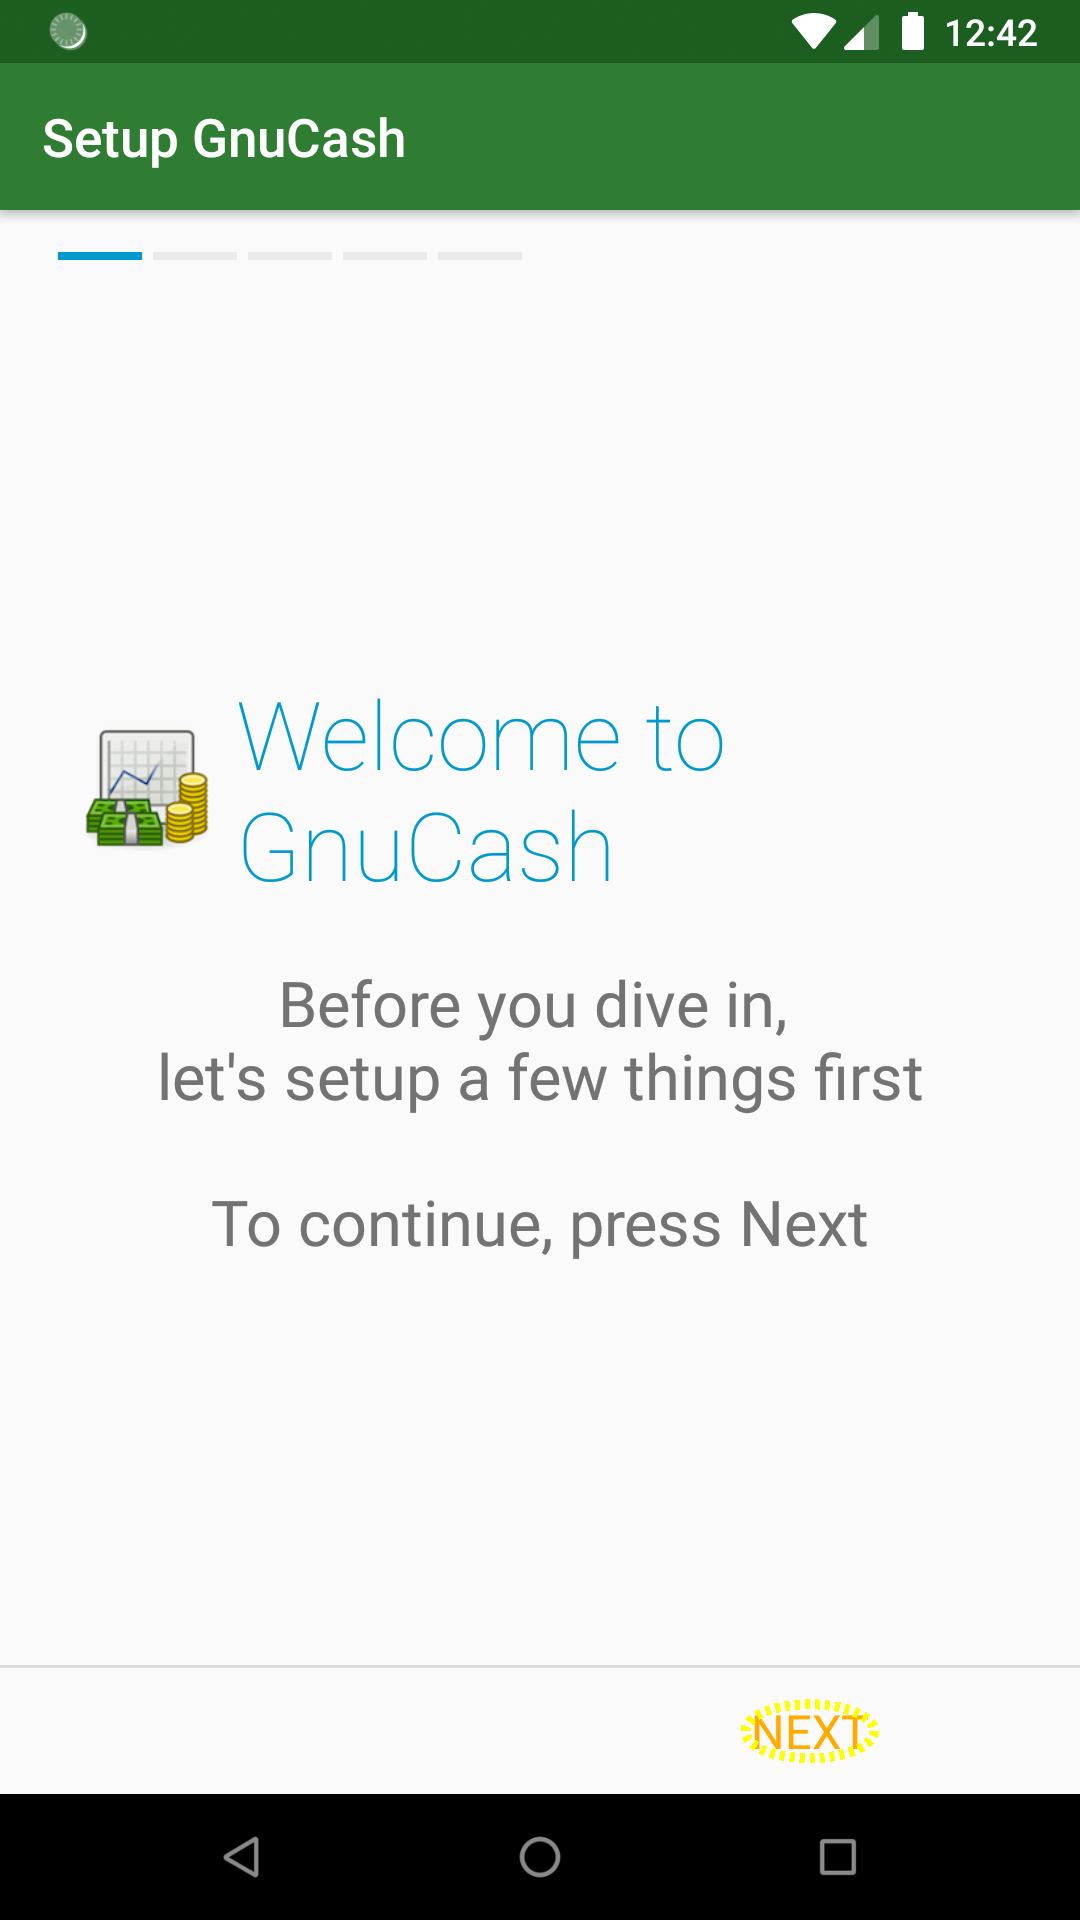 12:42
Setup GnuCash
Welcome to
GnuCash
Before you dive in,
let's setup a few things first
To continue, press Next
NEXT